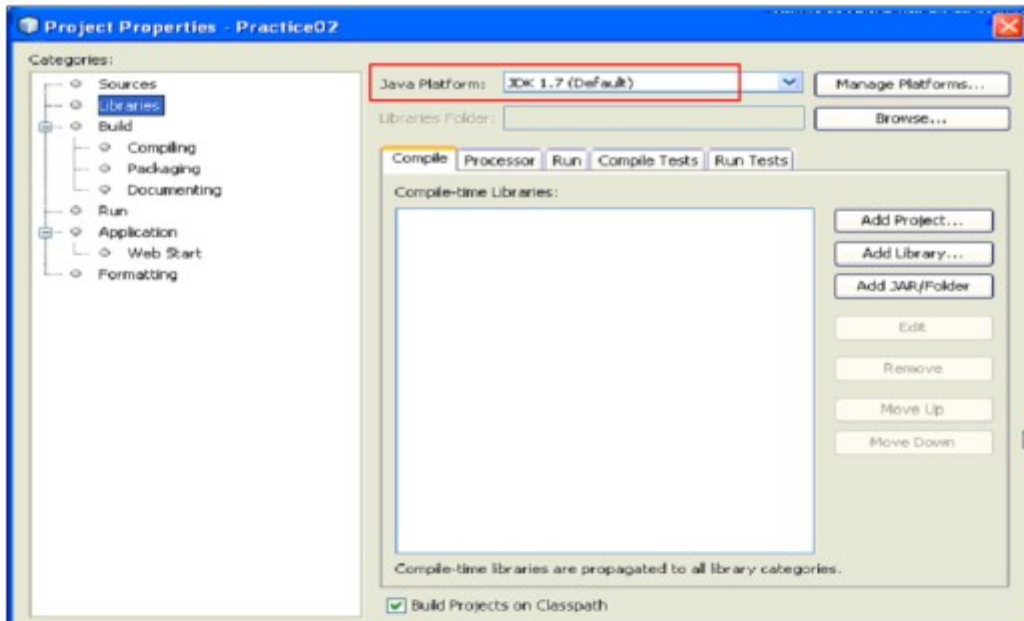 Project Properties - Practice02
Categories:
Sources
Libraries
Build
Compiling
Packaging
Documenting
Run
Application
Web Start
Formatting
Java Platform: JDK 1.7 (Default) Manage Platforms...
Libraries Folder: Browse...
Compile Processor Run Compile Tests Run Tests
Compile-time Libraries:
Add Project...
Add Library...
Add JAR/Folder
Edit
Remove
Move Up
Move Down
Compile-time libraries are propagated to all library categories.
Build Projects on Classpath